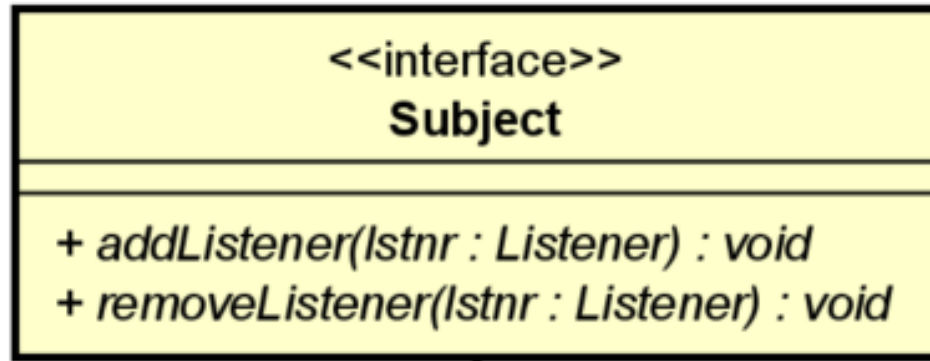 <<interface>>
Subject
+ addListener(lstnr : Listener) : void
+ removeListener(lstnr : Listener) : void